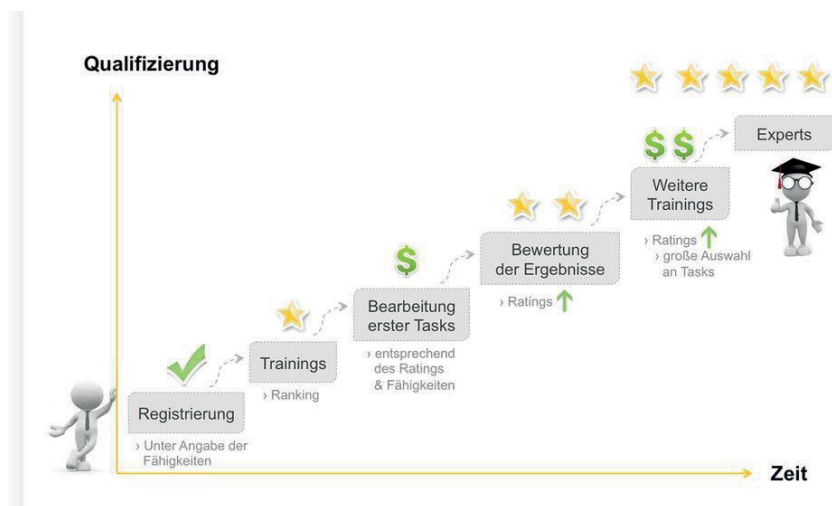 Qualifizierung
Experts
$ $
Weitere
Trainings
› Ratings
› große Auswahl
an Tasks
Bewertung
der Ergebnisse
› Ratings
$
Bearbeitung
erster Tasks
› entsprechend
des Ratings
& Fähigkeiten
Trainings
› Ranking
Registrierung
› Unter Angabe der
Fähigkeiten
Zeit